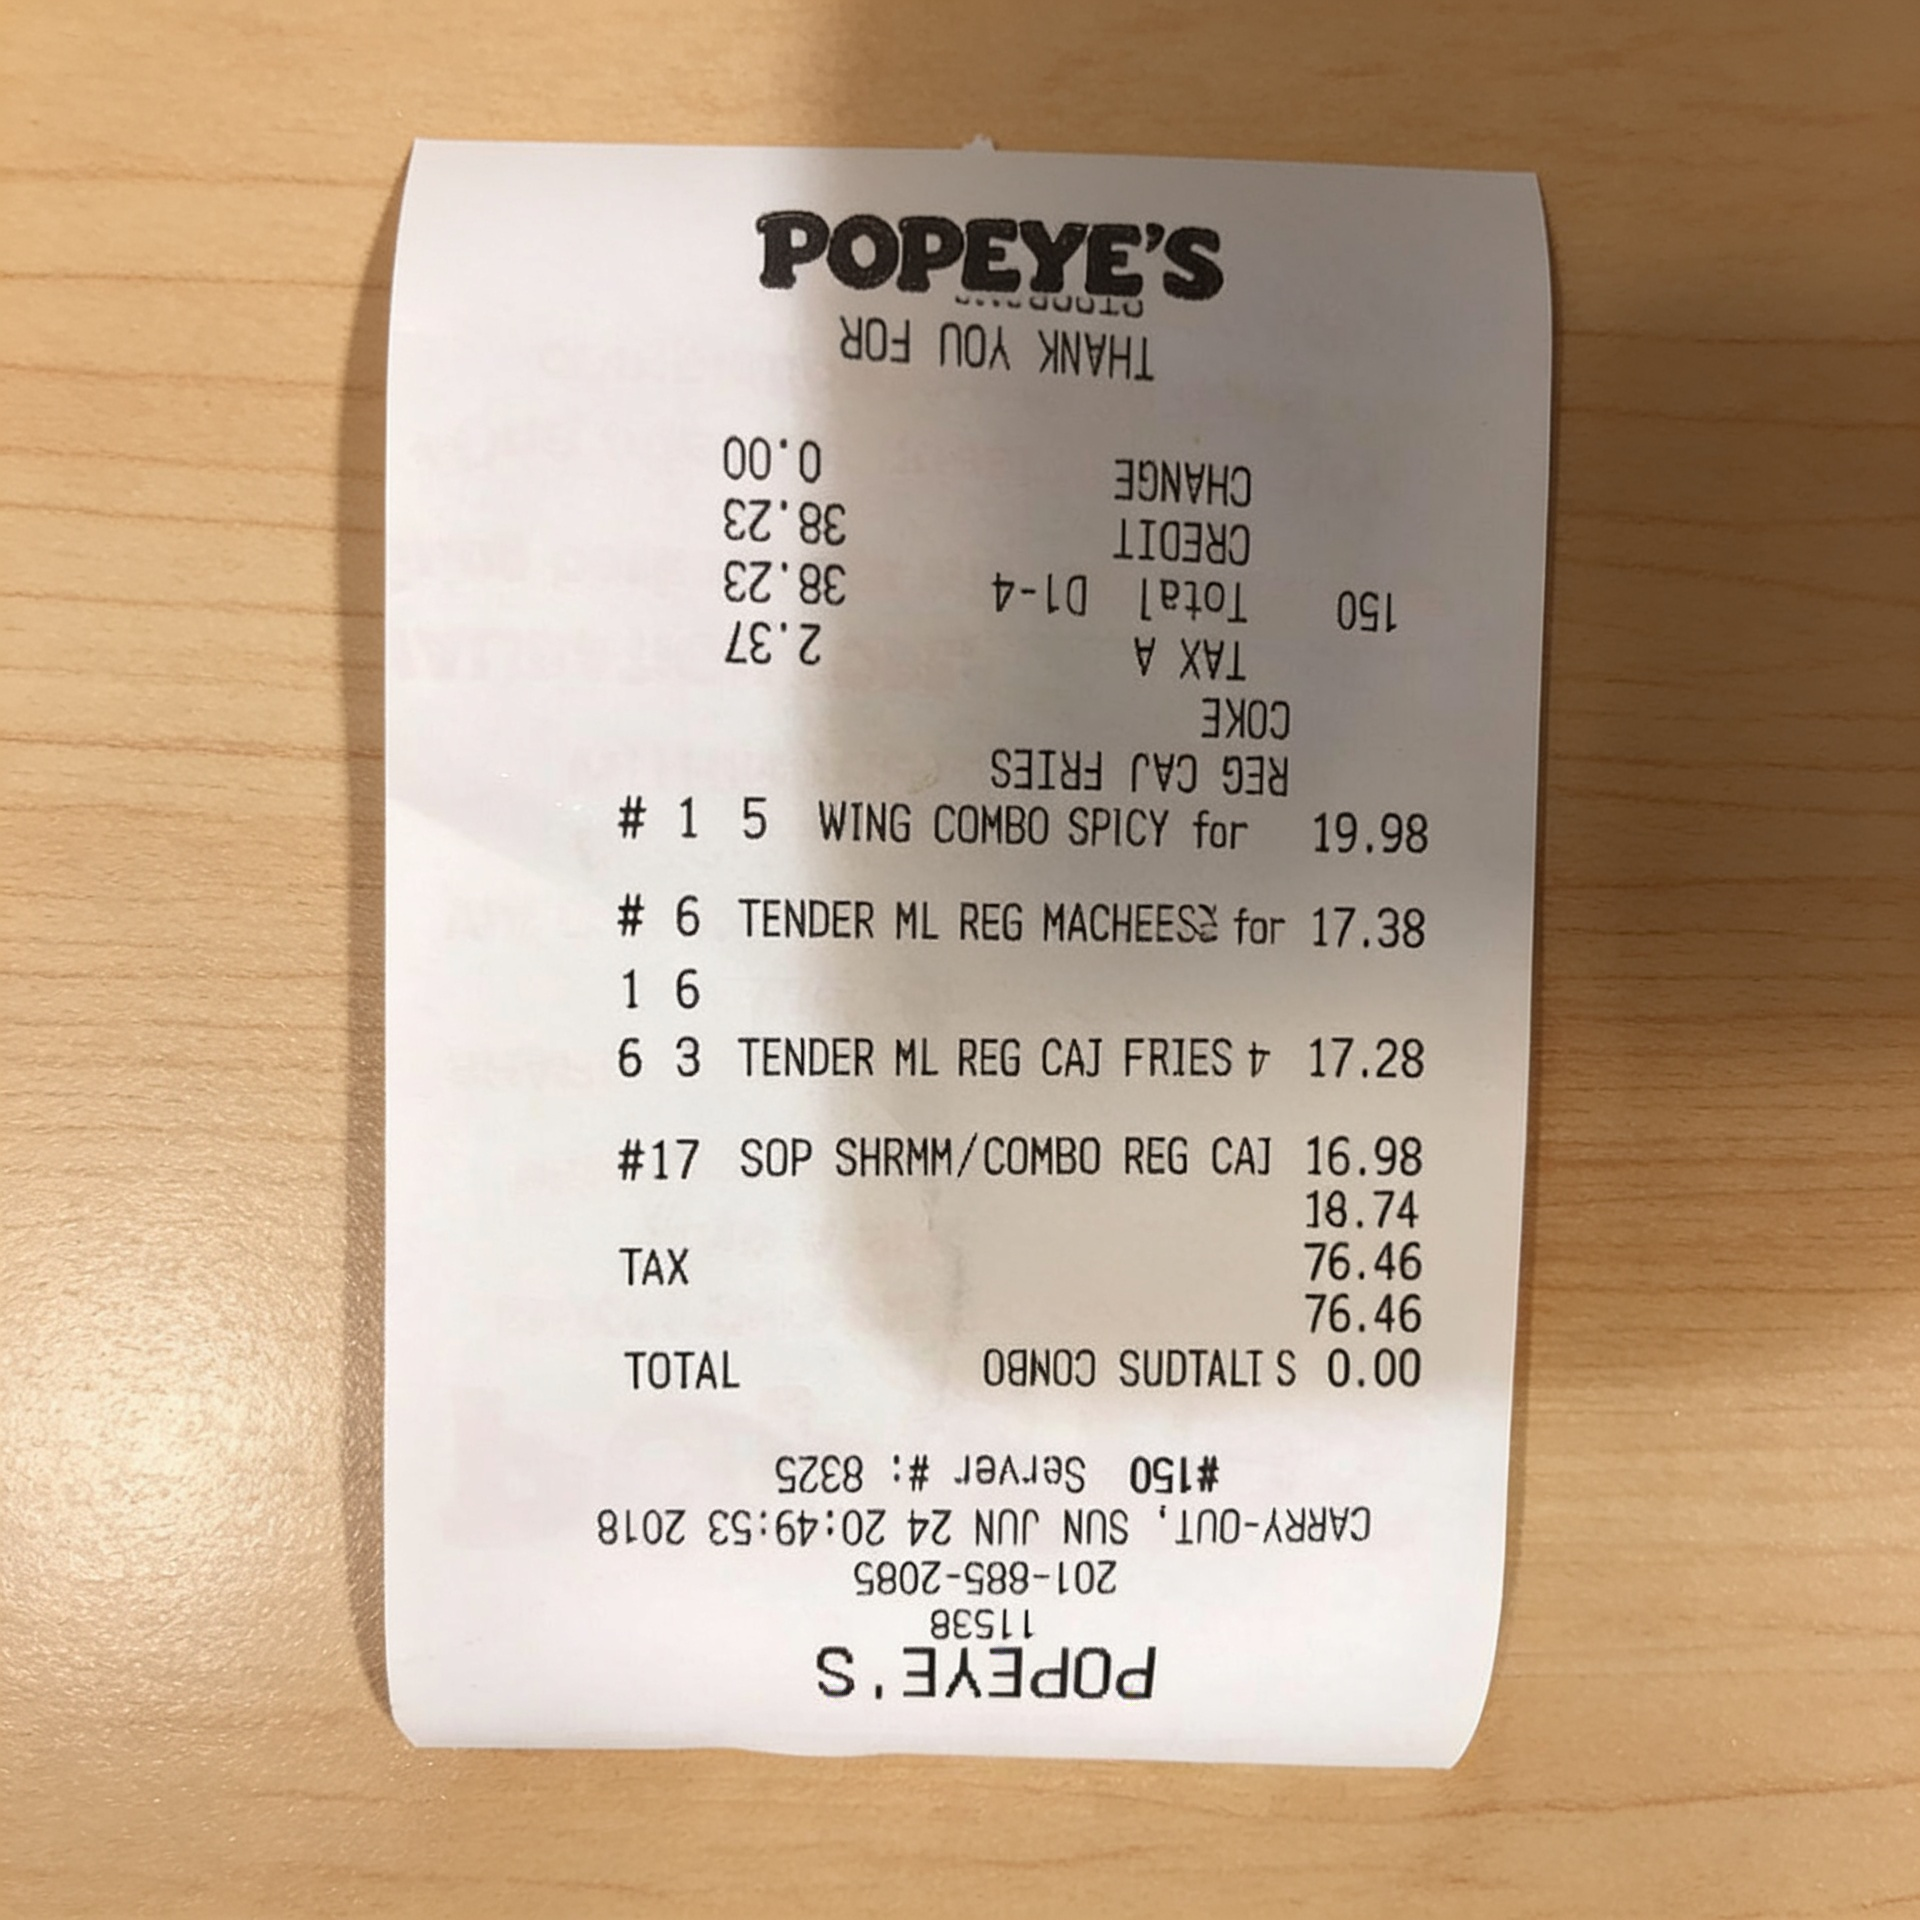 POPEYE'S
THANK YOU FOR
CHANGE 0.00
CREDIT 38.23
150 Total D1-4 38.23
TAX A 2.37
COKE
REG CAJ FRIES
# 1 5 WING COMBO SPICY for 19.98
# 6 TENDER ML REG for 17.38
1 6
6 3 TENDER ML REG CAJ FRIES 17.28
#17 SOP SHRMM/COMBO REG CAJ 16.98
18.74
TAX 76.46
76.46
TOTAL CONBO SUDTALT S 0.00
#150 Server #: 8325
CARRY-OUT, SUN JUN 24 20:49:53 2018
201-885-2085
11538
POPEYE'S